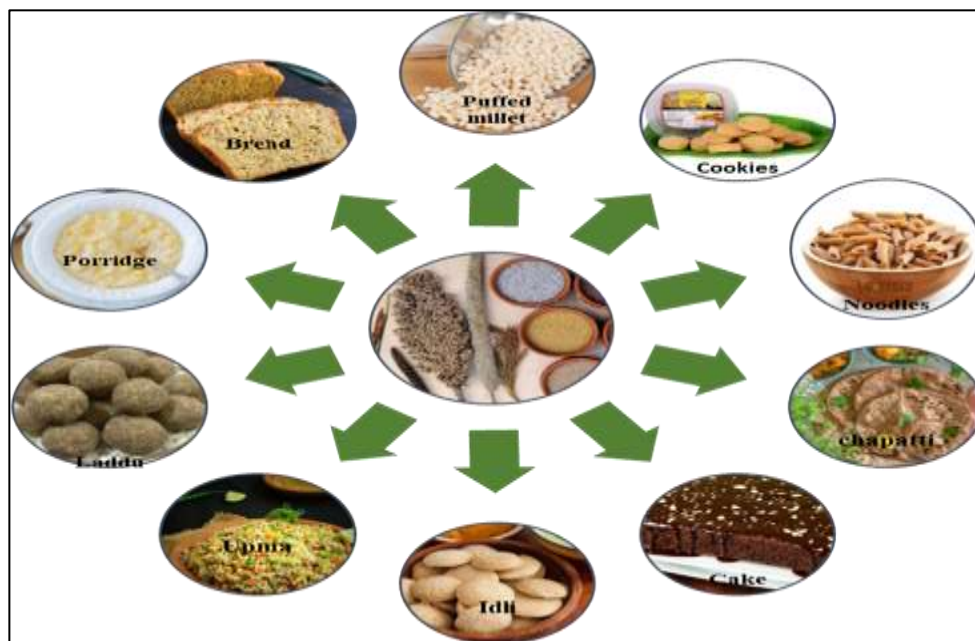 Puffed
millet
Bread
Cookies
Porridge
Noodles
Laddu
chapatti
Upma
Cake
Idli